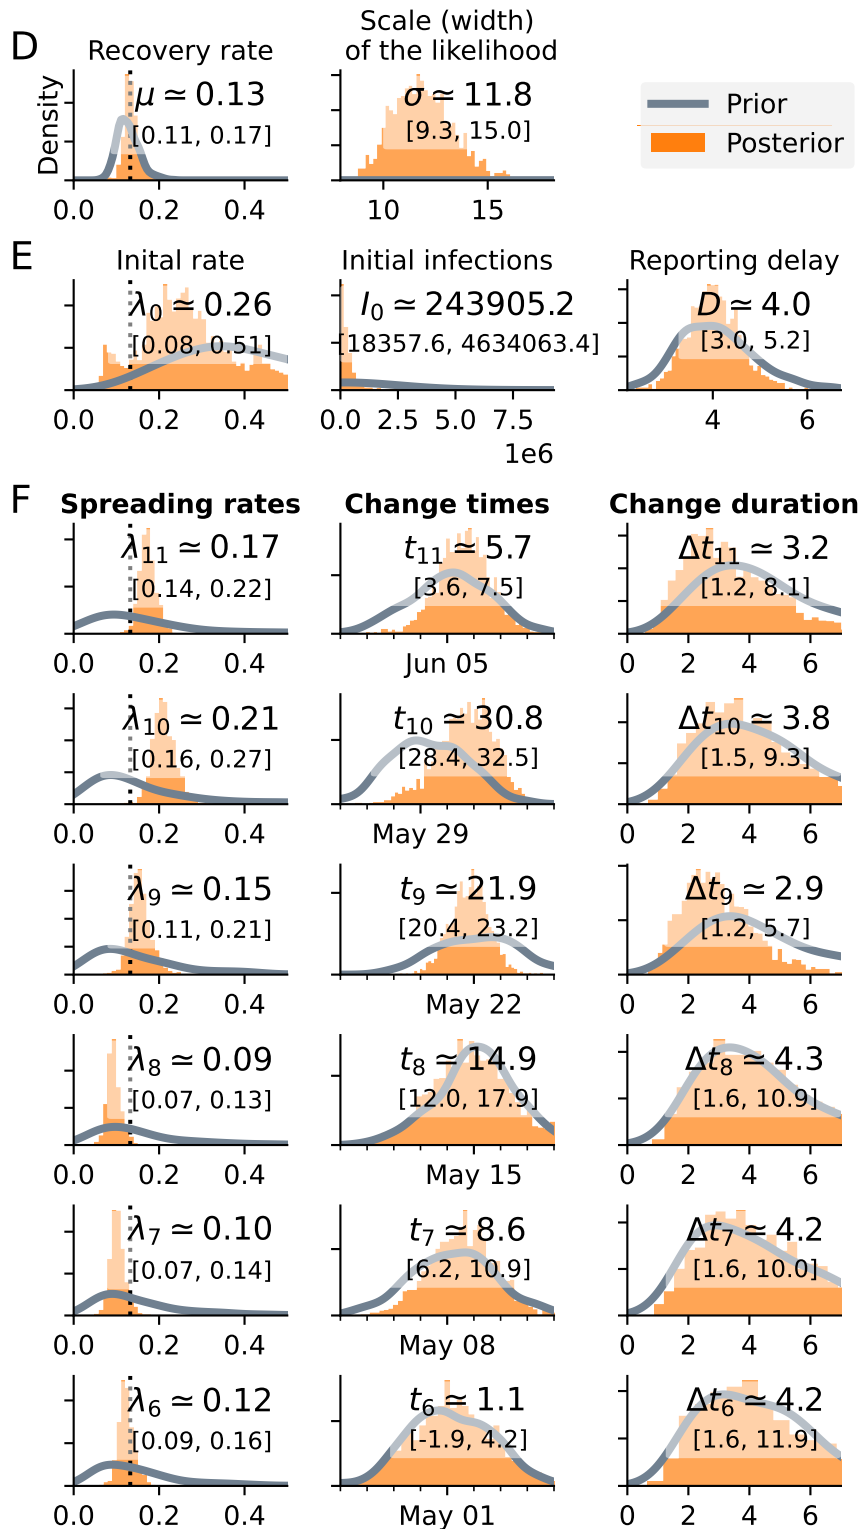 D
Recovery rate
Scale (width)
of the likelihood
Density
μ ≃ 0.13
[0.11, 0.17]
σ ≃ 11.8
[9.3, 15.0]
Prior
Posterior
0.0 0.2 0.4
10 15
E
Inital rate
Initial infections
Reporting delay
λ0 ≃ 0.26
[0.08, 0.51]
I0 ≃ 243905.2
[18357.6, 4634063.4]
D ≃ 4.0
[3.0, 5.2]
0.0 0.2 0.4
0.0 2.5 5.0 7.5
1e6
4 6
F
Spreading rates
Change times
Change duration
λ11 ≃ 0.17
[0.14, 0.22]
t11 ≃ 5.7
[3.6, 7.5]
Δt11 ≃ 3.2
[1.2, 8.1]
0.0 0.2 0.4
Jun 05
0 2 4 6
λ10 ≃ 0.21
[0.16, 0.27]
t10 ≃ 30.8
[28.4, 32.5]
Δt10 ≃ 3.8
[1.5, 9.3]
0.0 0.2 0.4
May 29
0 2 4 6
λ9 ≃ 0.15
[0.11, 0.21]
t9 ≃ 21.9
[20.4, 23.2]
Δt9 ≃ 2.9
[1.2, 5.7]
0.0 0.2 0.4
May 22
0 2 4 6
λ8 ≃ 0.09
[0.07, 0.13]
t8 ≃ 14.9
[12.0, 17.9]
Δt8 ≃ 4.3
[1.6, 10.9]
0.0 0.2 0.4
May 15
0 2 4 6
λ7 ≃ 0.10
[0.07, 0.14]
t7 ≃ 8.6
[6.2, 10.9]
Δt7 ≃ 4.2
[1.6, 10.0]
0.0 0.2 0.4
May 08
0 2 4 6
λ6 ≃ 0.12
[0.09, 0.16]
t6 ≃ 1.1
[-1.9, 4.2]
Δt6 ≃ 4.2
[1.6, 11.9]
0.0 0.2 0.4
May 01
0 2 4 6